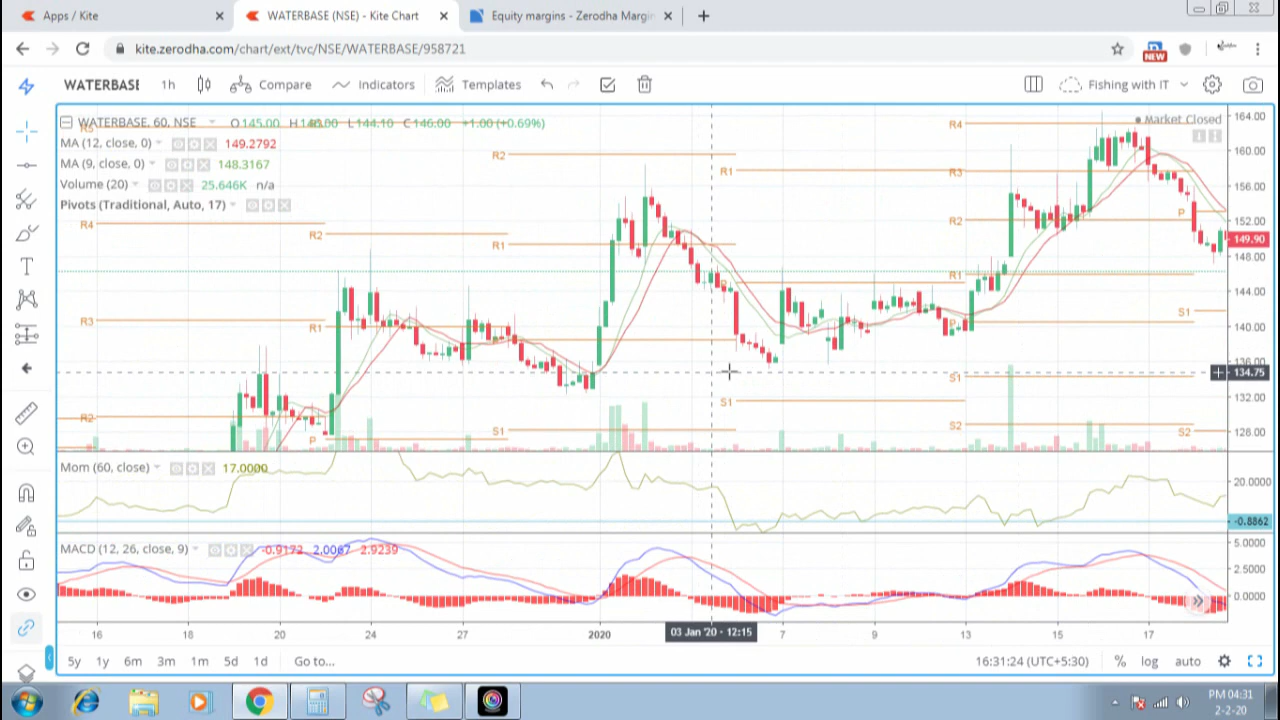 Apps / Kite
WATERBASE (NSE) - Kite Chart
Equity margins - Zerodha Margin
kite.zerodha.com/chart/ext/tvc/NSE/WATERBASE/958721
NEW
WATERBASE 1h Compare Indicators Templates Fishing with IT
WATERBASE, 60, NSE O145.00 L144.10 C146.00 +1.00 (+0.69%)
Market Closed
MA (12, close, 0) 149.2792
MA (9, close, 0) 148.3167
Volume (20) 25.646K n/a
Pivots (Traditional, Auto, 17)
R5
R4
R3
R2
R2
R1
P
R2
R1
P
S1
R1
P
S1
R4
R3
R2
R1
P
S1
S2
P
S1
S2
164.00
160.00
156.00
152.00
149.90
148.00
144.00
140.00
136.00
134.75
132.00
128.00
Mom (60, close) 17.0000
20.0000
-0.8862
MACD (12, 26, close, 9) -0.9172 2.0067 2.9239
5.0000
2.5000
0.0000
16 18 20 24 27 2020 03 Jan '20 - 12:15 7 9 13 15 17
5y 1y 6m 3m 1m 5d 1d Go to... 16:31:24 (UTC+5:30) % log auto
PM 04:31
2-2-20